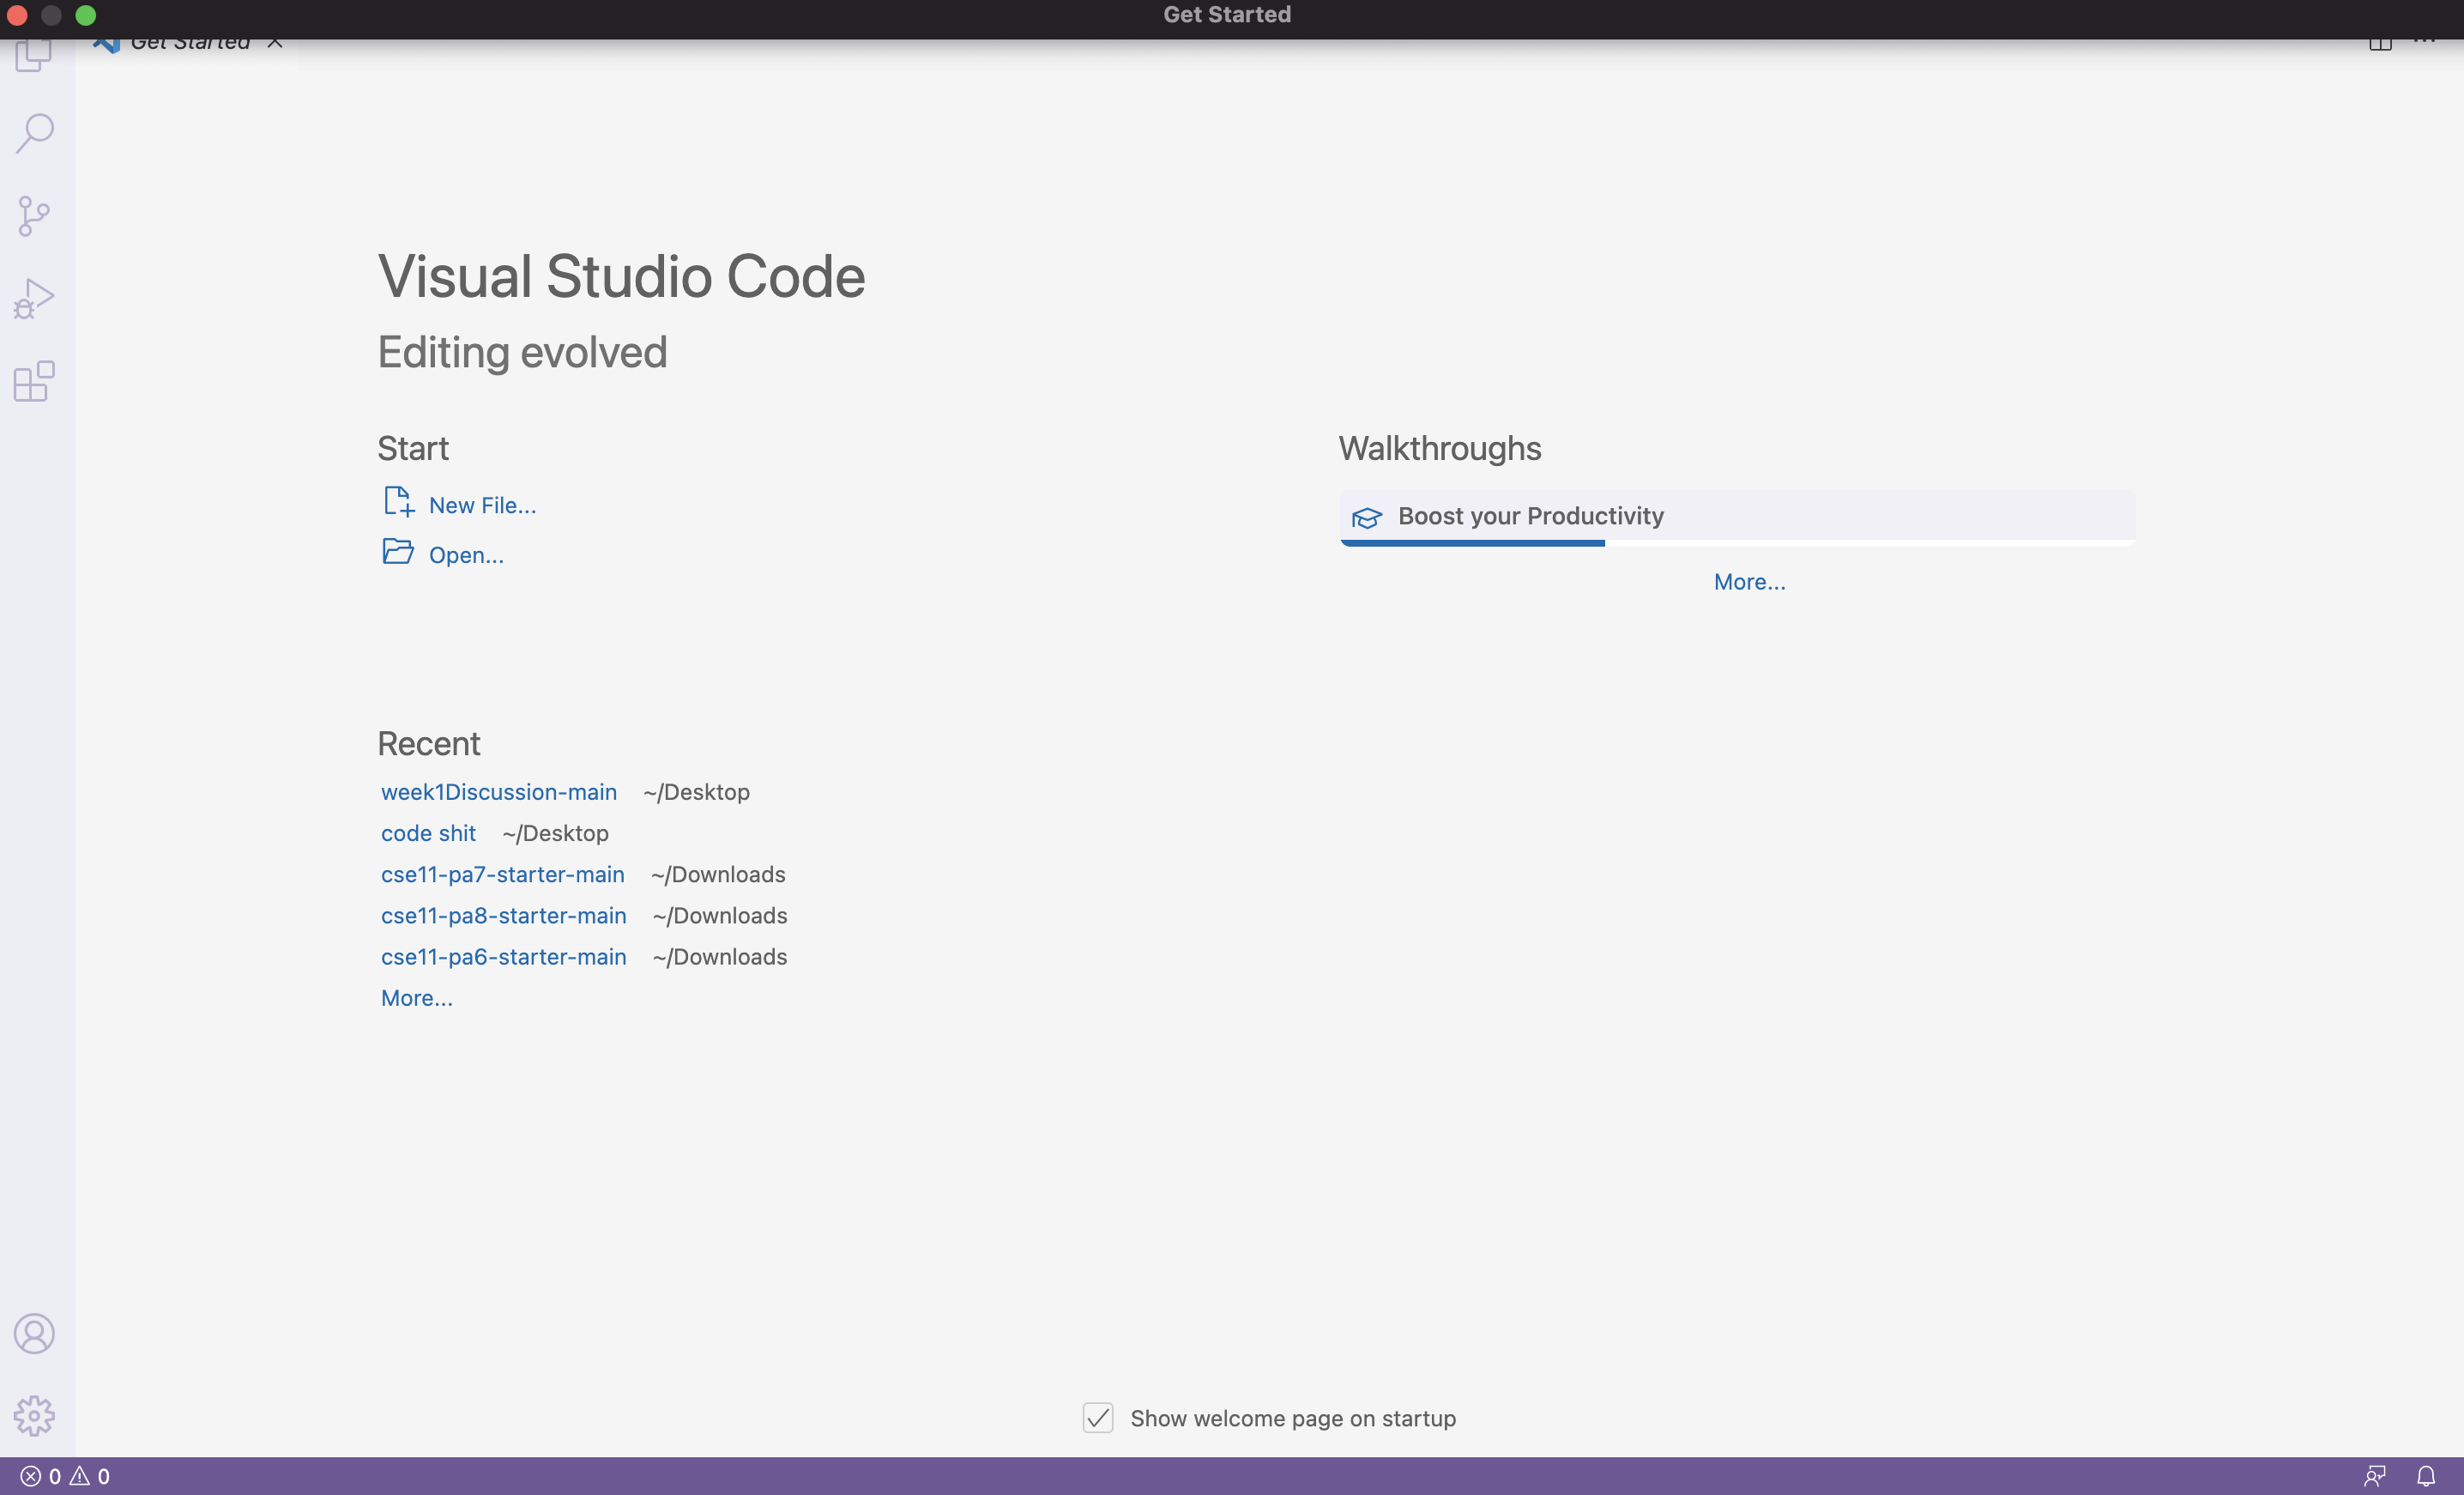 Get Started
Get Started
Visual Studio Code
Editing evolved
Start
New File...
Open...
Walkthroughs
Boost your Productivity
More...
Recent
week1Discussion-main ~/Desktop
code shit ~/Desktop
cse11-pa7-starter-main ~/Downloads
cse11-pa8-starter-main ~/Downloads
cse11-pa6-starter-main ~/Downloads
More...
Show welcome page on startup
0 0